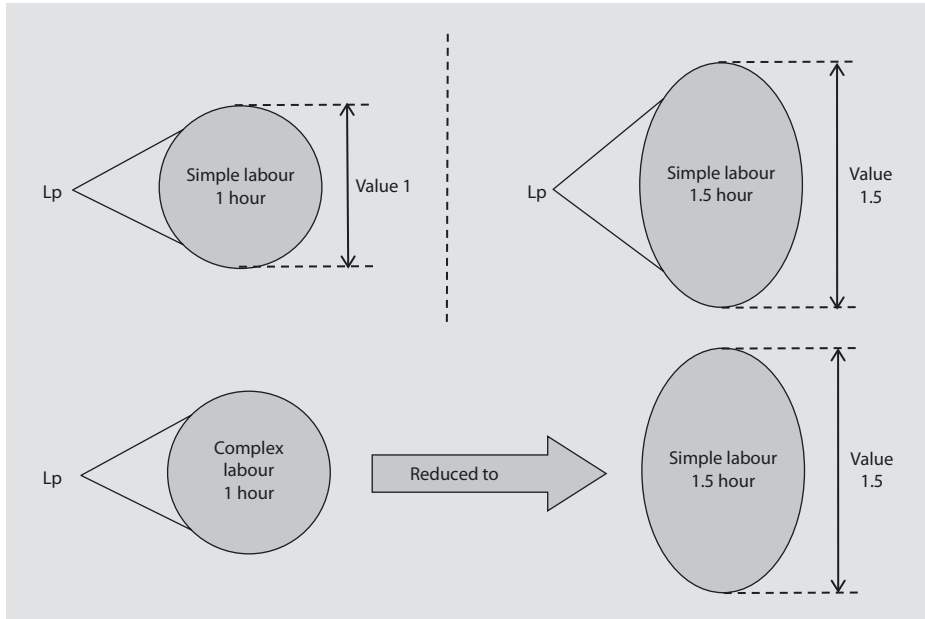 Lp
Simple labour
1 hour
Value 1
Lp
Simple labour
1.5 hour
Value
1.5
Lp
Complex
labour
1 hour
Reduced to
Simple labour
1.5 hour
Value
1.5